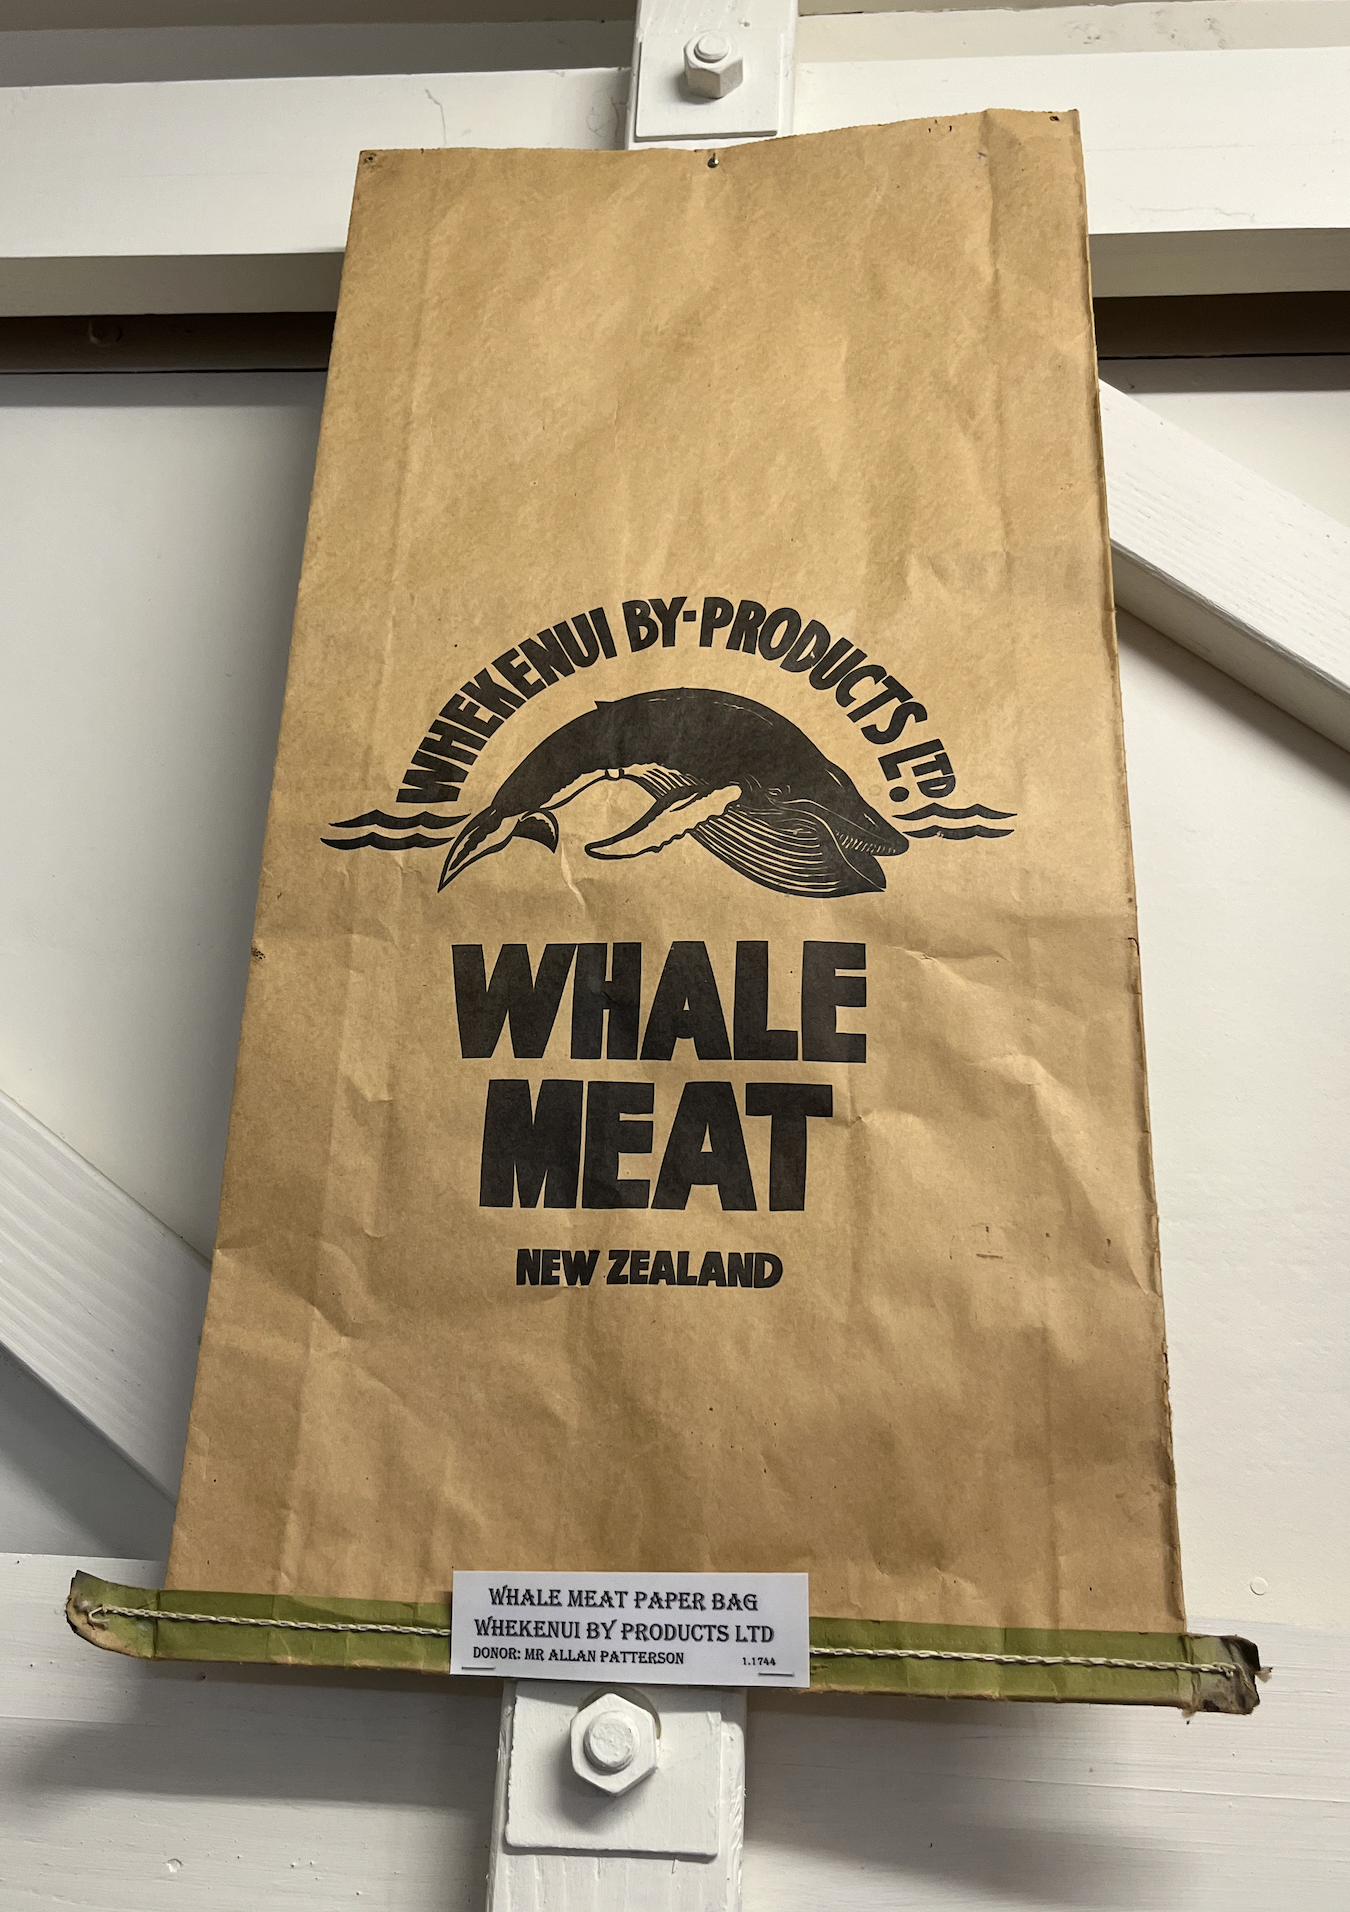 WHEKENUI BY-PRODUCTS LTD.
WHALE
MEAT
NEW ZEALAND
WHALE MEAT PAPER BAG
WHEKENUI BY PRODUCTS LTD
DONOR: MR ALLAN PATTERSON 1.1744